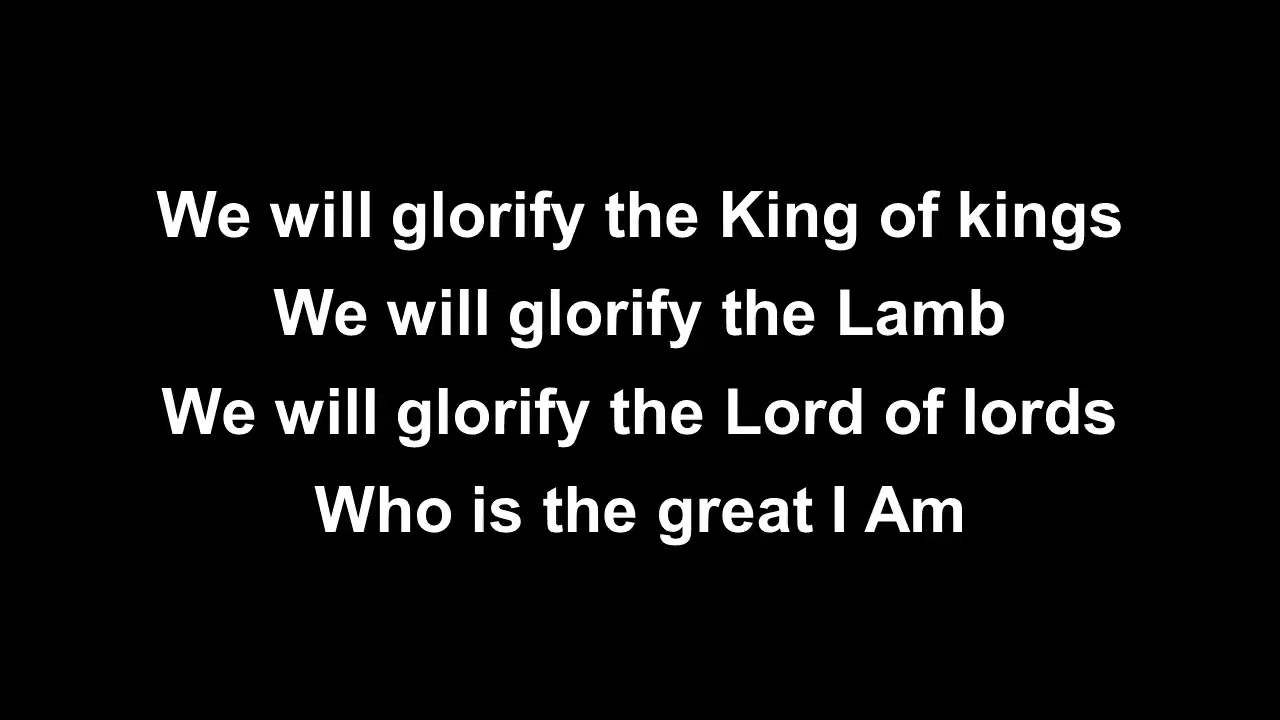 We will glorify the King of kings
We will glorify the Lamb
We will glorify the Lord of lords
Who is the great I Am